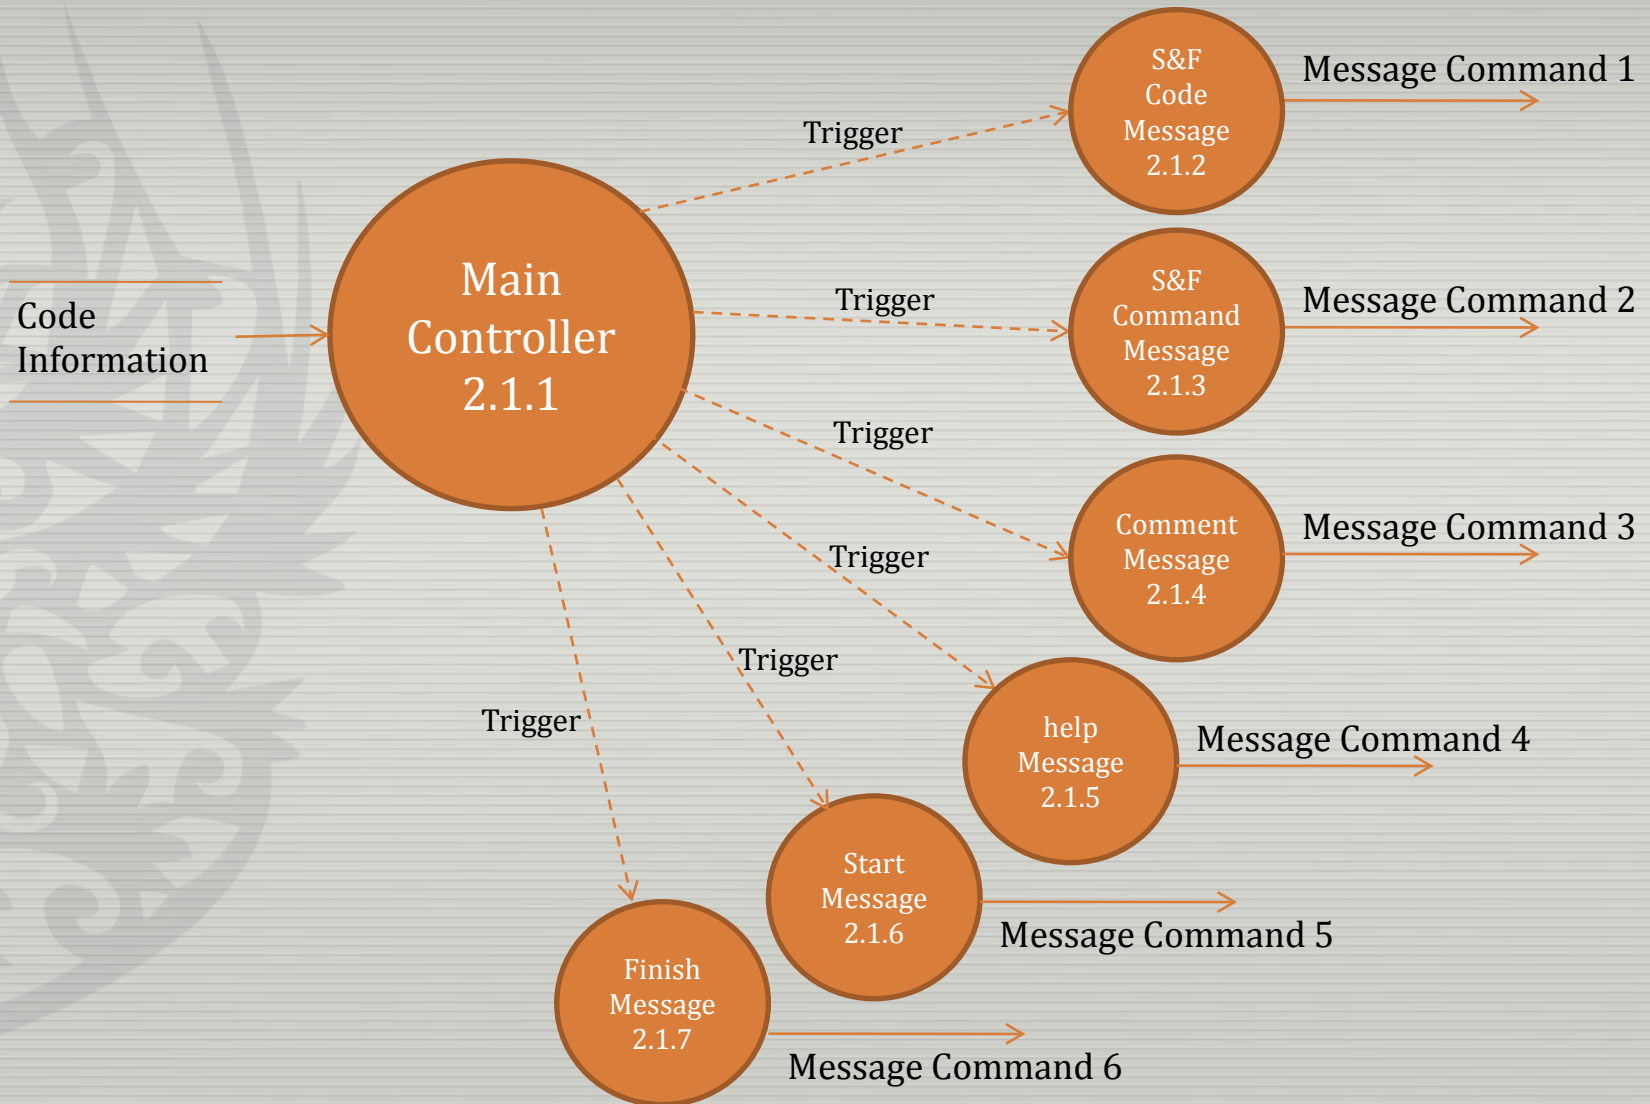 S&F
Code
Message
2.1.2
Message Command 1
Trigger
Main
Controller
2.1.1
Code
Information
Trigger
S&F
Command
Message
2.1.3
Message Command 2
Trigger
Comment
Message
2.1.4
Message Command 3
Trigger
help
Message
2.1.5
Message Command 4
Trigger
Start
Message
2.1.6
Message Command 5
Trigger
Finish
Message
2.1.7
Message Command 6